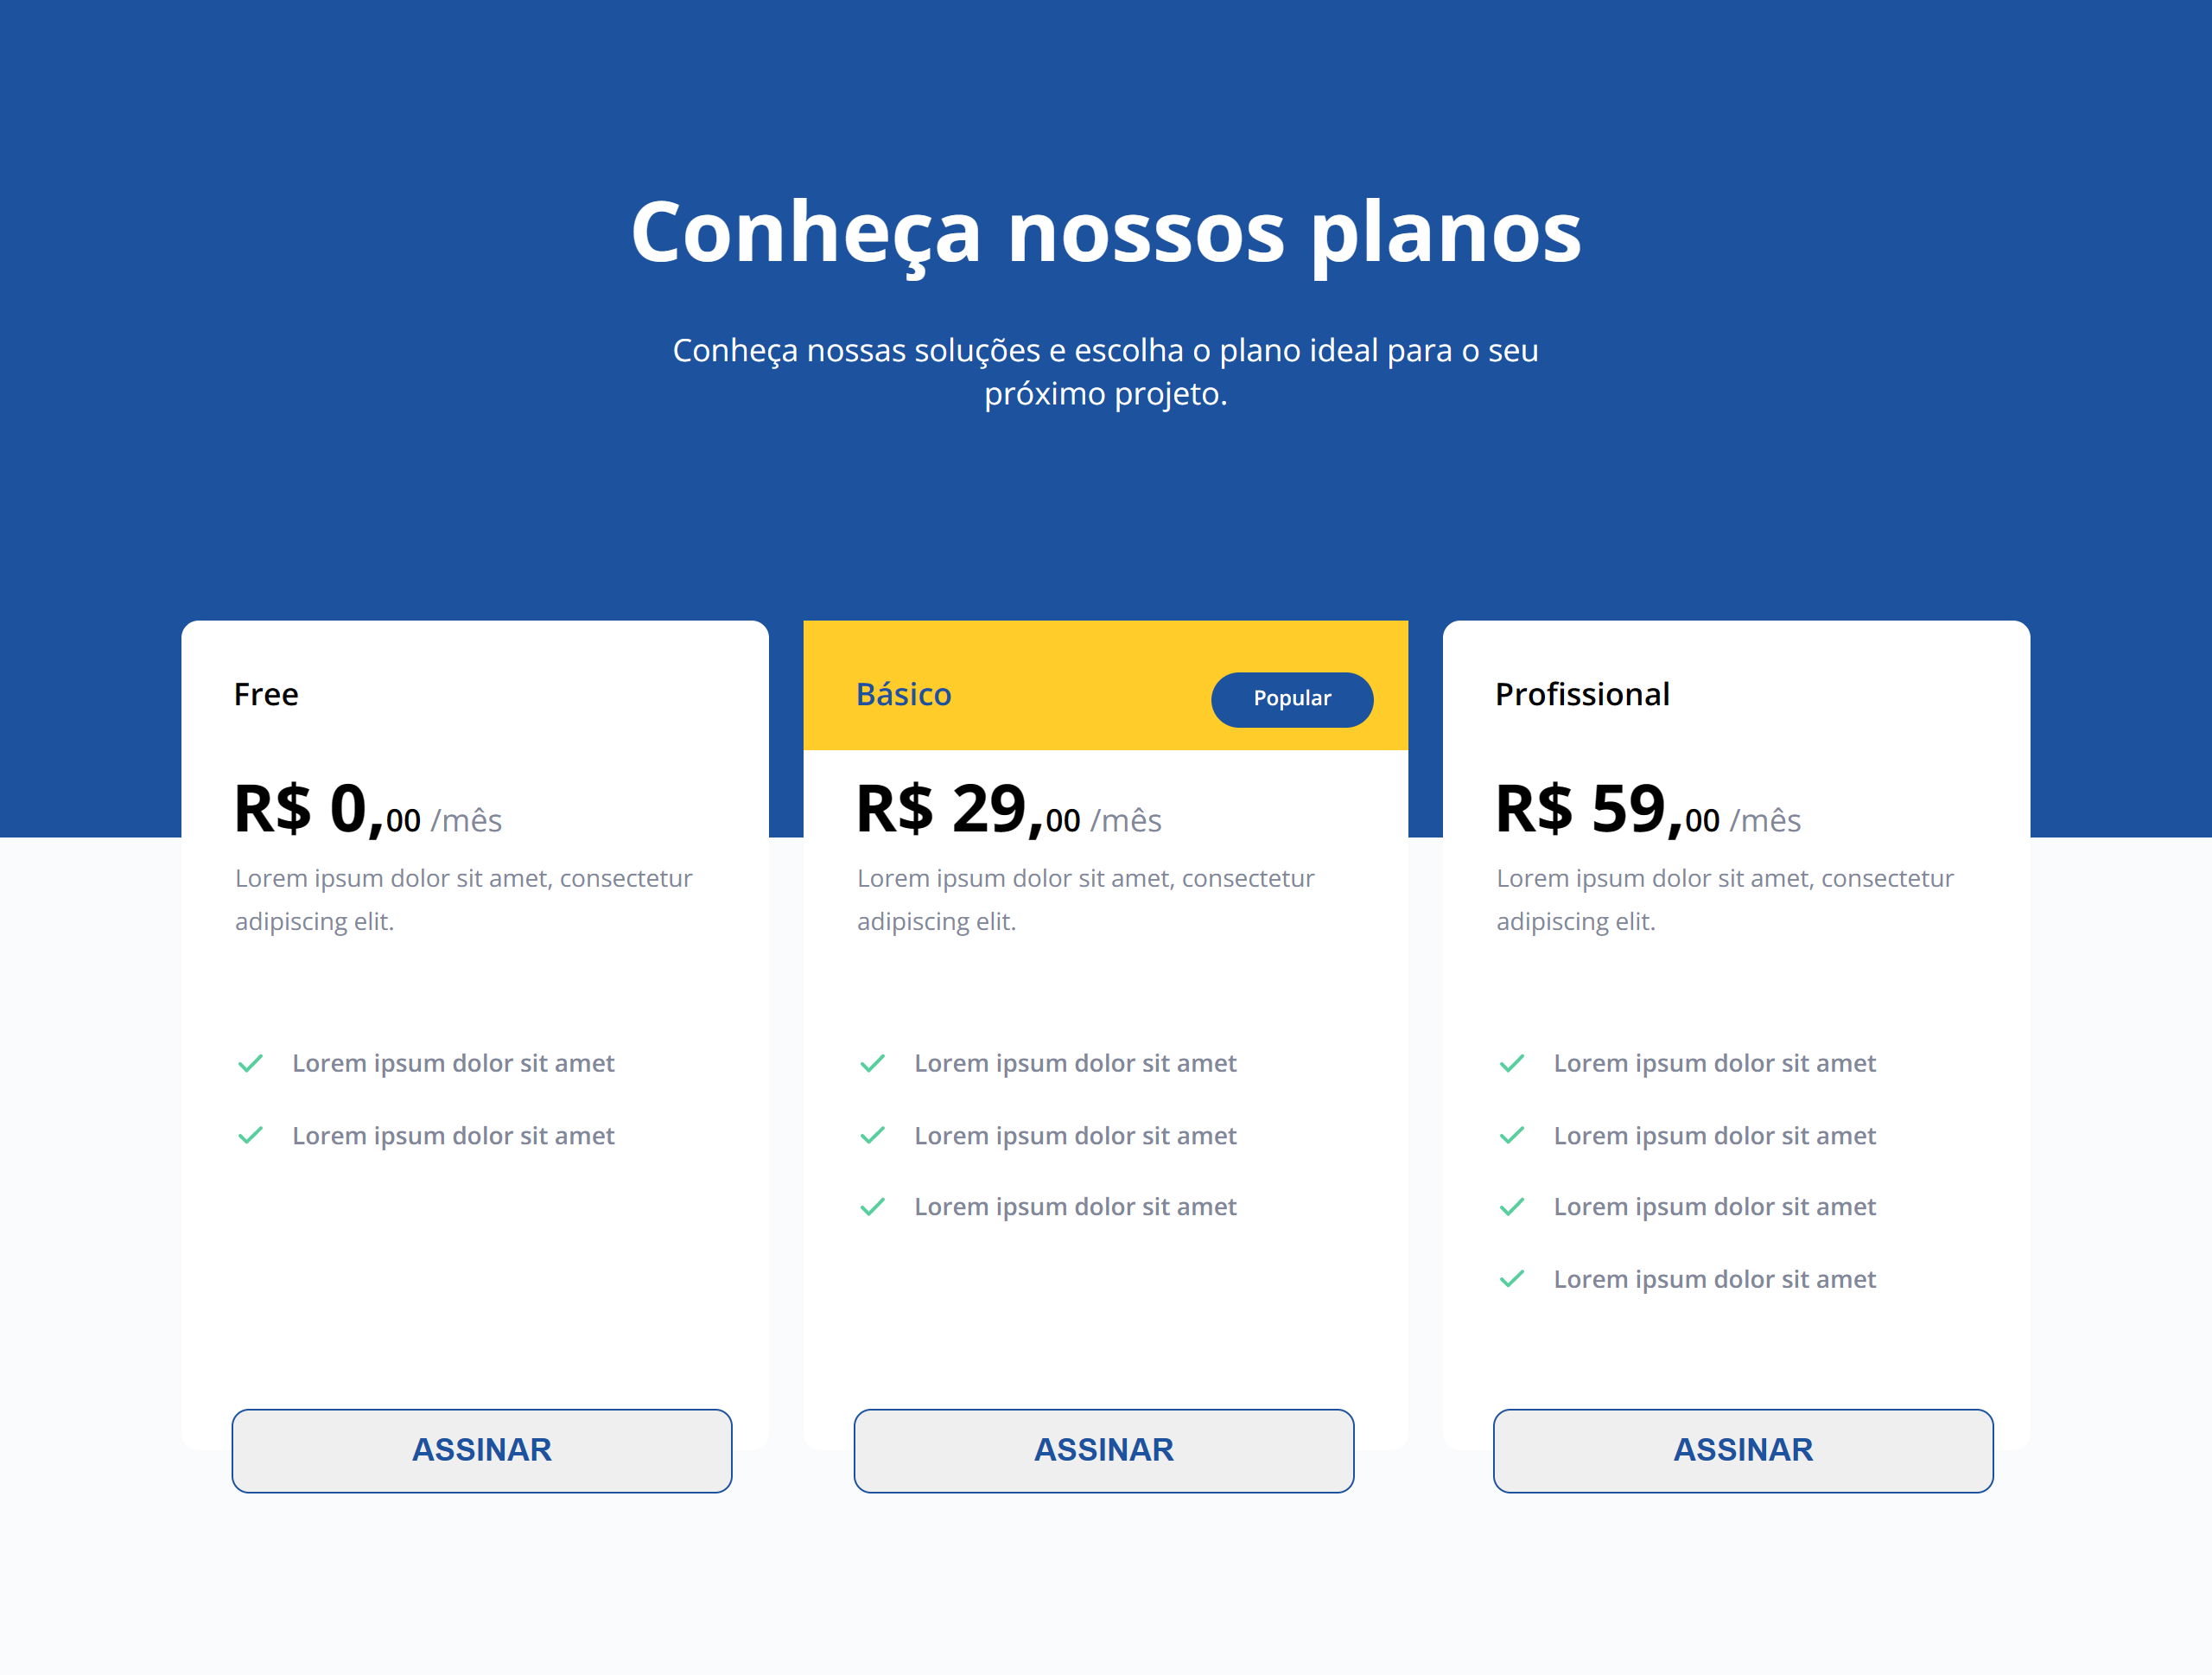 Conheça nossos planos
Conheça nossas soluções e escolha o plano ideal para o seu
próximo projeto.
Free
R$ 0,00 /mês
Lorem ipsum dolor sit amet, consectetur
adipiscing elit.
Lorem ipsum dolor sit amet
Lorem ipsum dolor sit amet
ASSINAR
Básico
Popular
R$ 29,00 /mês
Lorem ipsum dolor sit amet, consectetur
adipiscing elit.
Lorem ipsum dolor sit amet
Lorem ipsum dolor sit amet
Lorem ipsum dolor sit amet
ASSINAR
Profissional
R$ 59,00 /mês
Lorem ipsum dolor sit amet, consectetur
adipiscing elit.
Lorem ipsum dolor sit amet
Lorem ipsum dolor sit amet
Lorem ipsum dolor sit amet
Lorem ipsum dolor sit amet
ASSINAR